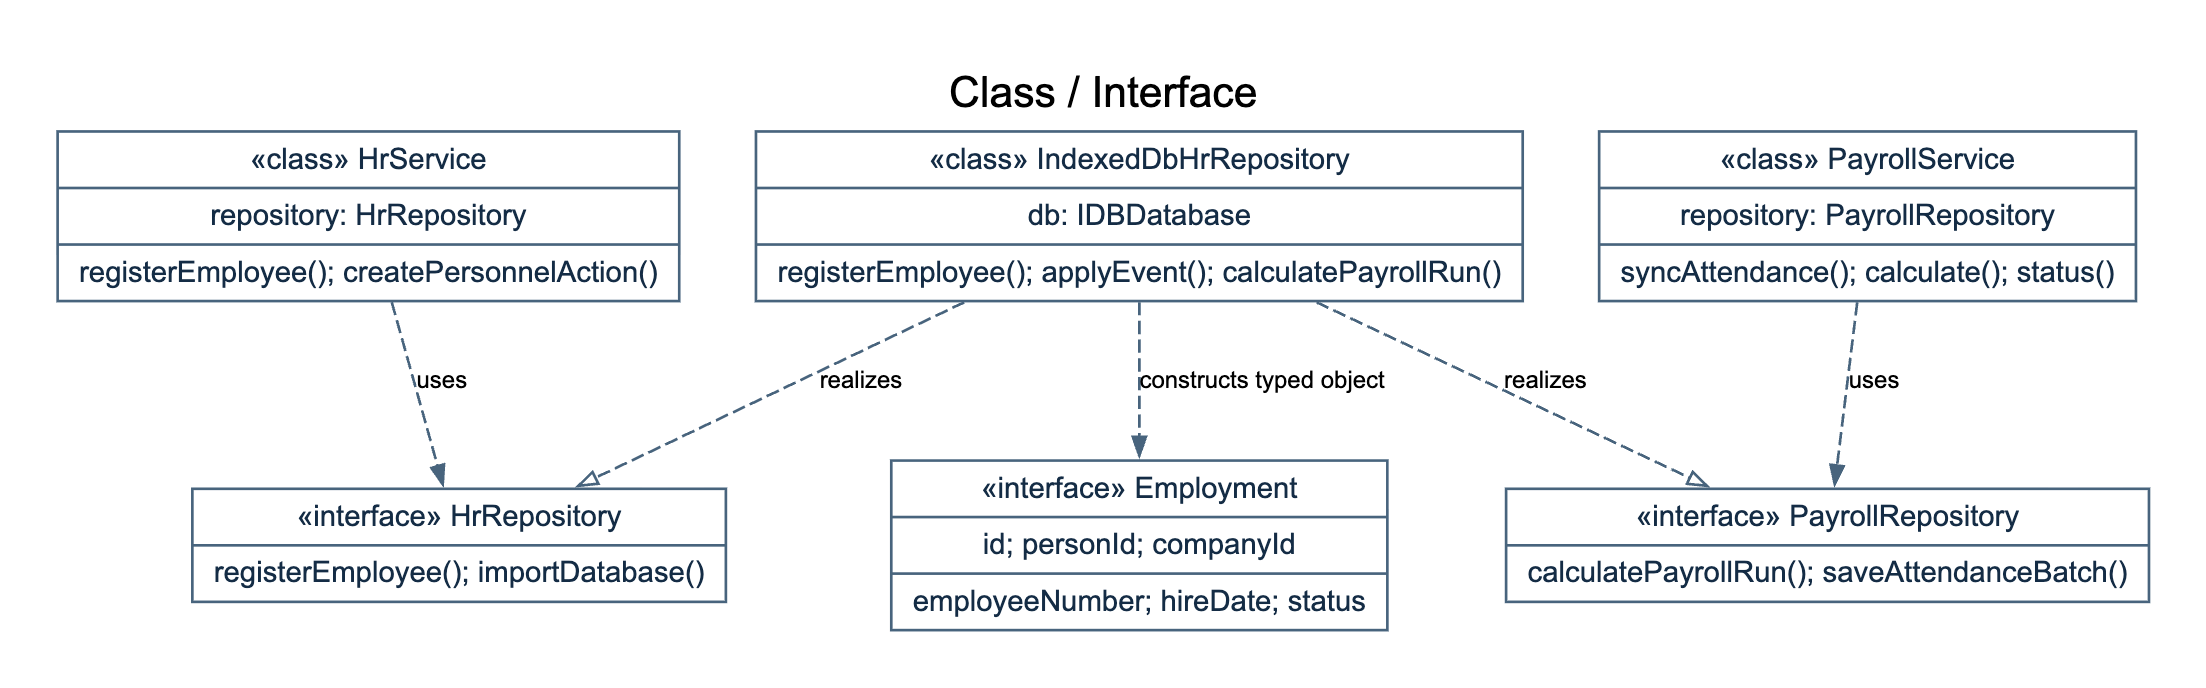 Class / Interface
«class» HrService
repository: HrRepository
registerEmployee(); createPersonnelAction()
«class» IndexedDbHrRepository
db: IDBDatabase
registerEmployee(); applyEvent(); calculatePayrollRun()
«class» PayrollService
repository: PayrollRepository
syncAttendance(); calculate(); status()
uses
realizes
constructs typed object
realizes
uses
«interface» HrRepository
registerEmployee(); importDatabase()
«interface» Employment
id; personId; companyId
employeeNumber; hireDate; status
«interface» PayrollRepository
calculatePayrollRun(); saveAttendanceBatch()